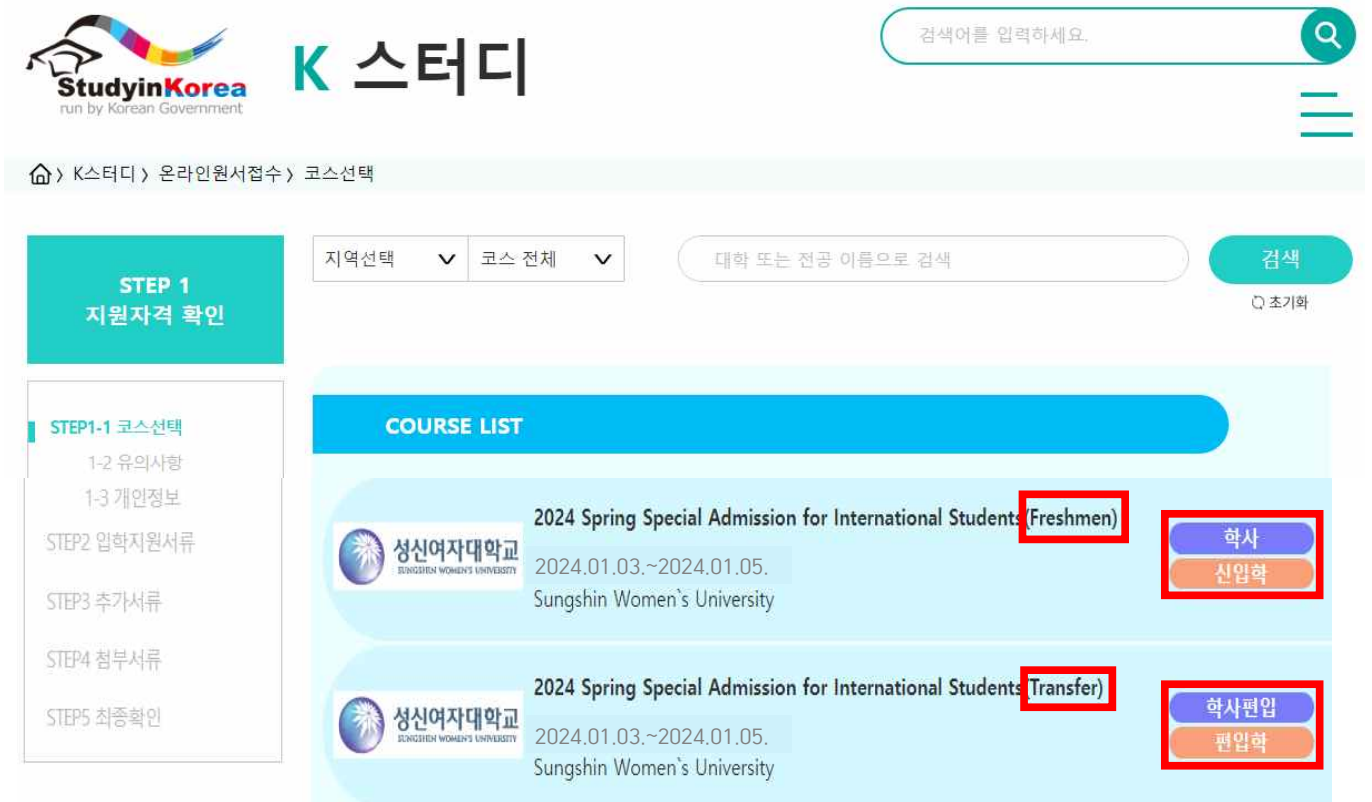 StudyinKorea
run by Korean Government
K 스터디
검색어를 입력하세요.
K스터디 〉 온라인원서접수 〉 코스선택
STEP 1
지원자격 확인
지역선택
코스 전체
대학 또는 전공 이름으로 검색
검색
초기화
STEP1-1 코스선택
1-2 유의사항
1-3 개인정보
STEP2 입학지원서류
STEP3 추가서류
STEP4 첨부서류
STEP5 최종확인
COURSE LIST
성신여자대학교
SUNGSHIN WOMEN'S UNIVERSITY
2024 Spring Special Admission for International Students(Freshmen)
2024.01.03.~2024.01.05.
Sungshin Women`s University
학사
신입학
성신여자대학교
SUNGSHIN WOMEN'S UNIVERSITY
2024 Spring Special Admission for International Students(Transfer)
2024.01.03.~2024.01.05.
Sungshin Women`s University
학사편입
편입학